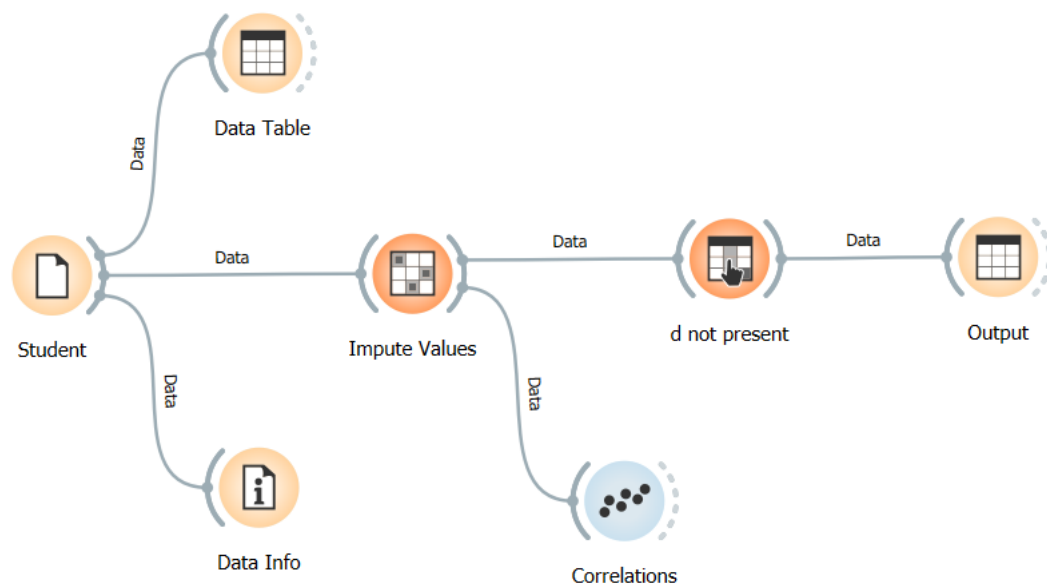 Data Table
Data
Data
Data
Data
Student
Impute Values
d not present
Output
Data
Data
i
Data Info
Correlations